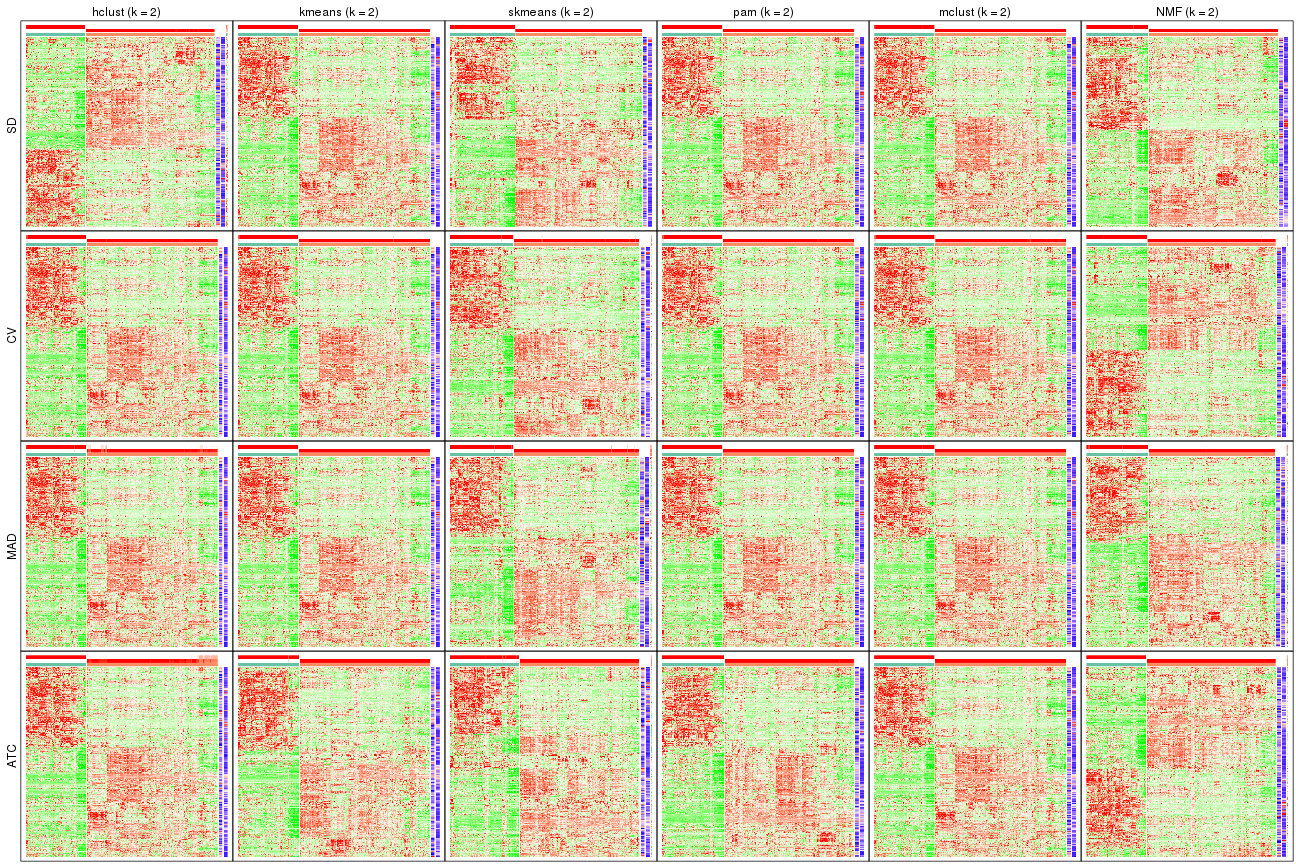 hclust (k = 2) kmeans (k = 2) skmeans (k = 2) pam (k = 2) mclust (k = 2) NMF (k = 2)
SD
CV
MAD
ATC